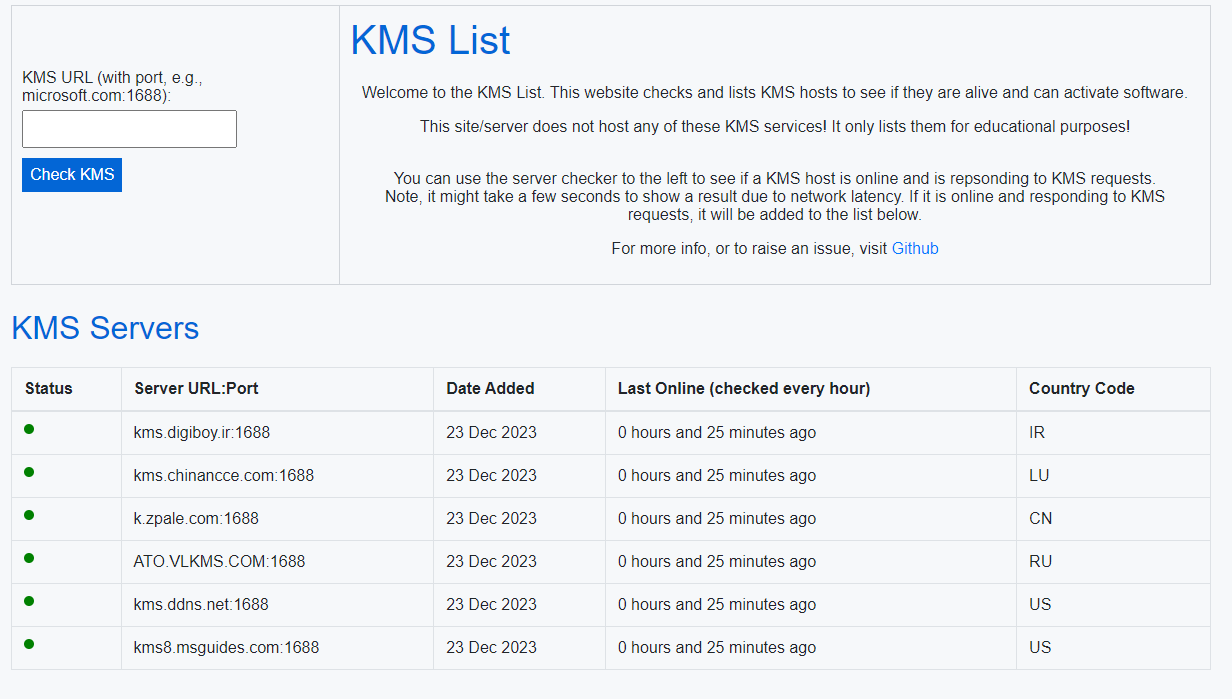 KMS URL (with port, e.g.,
microsoft.com:1688):
Check KMS
KMS List
Welcome to the KMS List. This website checks and lists KMS hosts to see if they are alive and can activate software.
This site/server does not host any of these KMS services! It only lists them for educational purposes!
You can use the server checker to the left to see if a KMS host is online and is repsonding to KMS requests.
Note, it might take a few seconds to show a result due to network latency. If it is online and responding to KMS
requests, it will be added to the list below.
For more info, or to raise an issue, visit Github
KMS Servers
Status Server URL:Port Date Added Last Online (checked every hour) Country Code
kms.digiboy.ir:1688 23 Dec 2023 0 hours and 25 minutes ago IR
kms.chinancce.com:1688 23 Dec 2023 0 hours and 25 minutes ago LU
k.zpale.com:1688 23 Dec 2023 0 hours and 25 minutes ago CN
ATO.VLKMS.COM:1688 23 Dec 2023 0 hours and 25 minutes ago RU
kms.ddns.net:1688 23 Dec 2023 0 hours and 25 minutes ago US
kms8.msguides.com:1688 23 Dec 2023 0 hours and 25 minutes ago US